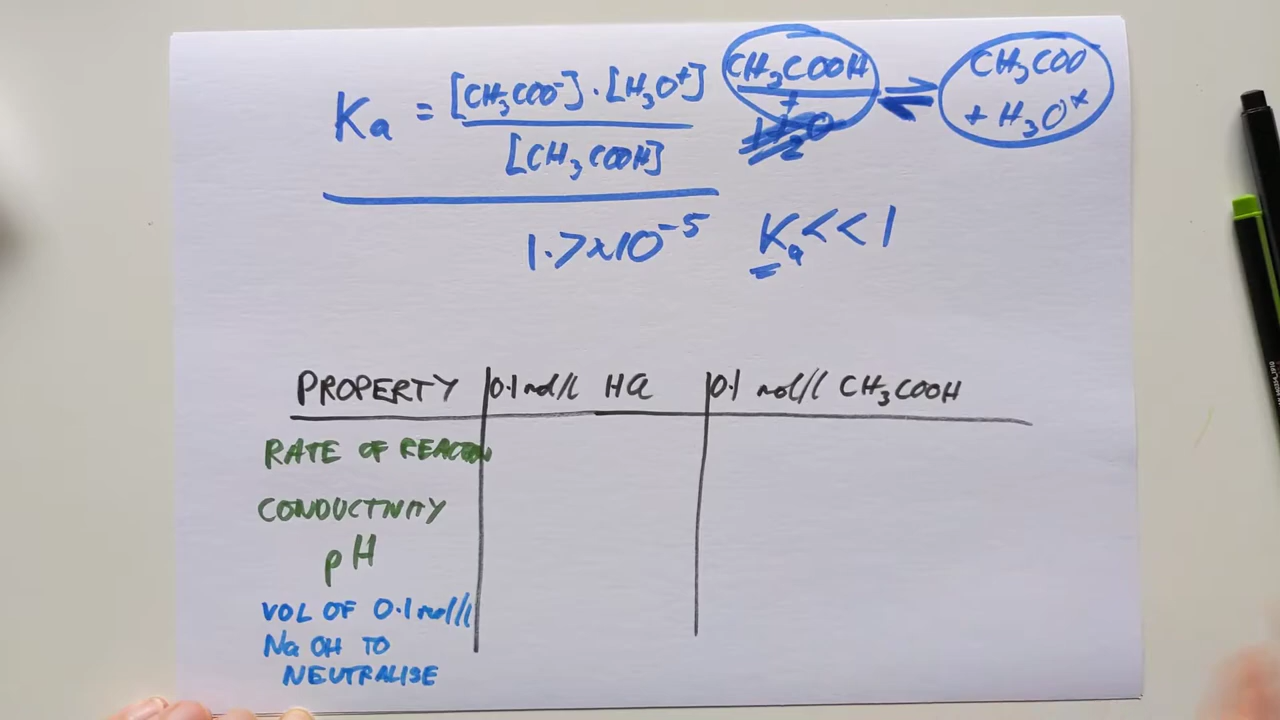 Ka = [CH₃COO⁻] · [H₃O⁺]
[CH₃COOH]
CH₃COOH
+
H₂O
⇌
CH₃COO
+ H₃O⁺
1.7x10⁻⁵ Ka << 1
PROPERTY 0.1 mol/l HCl 0.1 mol/l CH₃COOH
RATE OF REACTION
CONDUCTIVITY
pH
VOL OF 0.1 mol/l
NaOH TO
NEUTRALISE